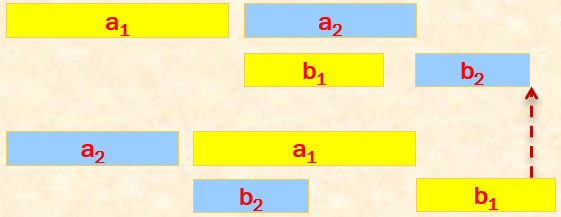 a₁ a₂
b₁ b₂
a₂ a₁
b₂ b₁